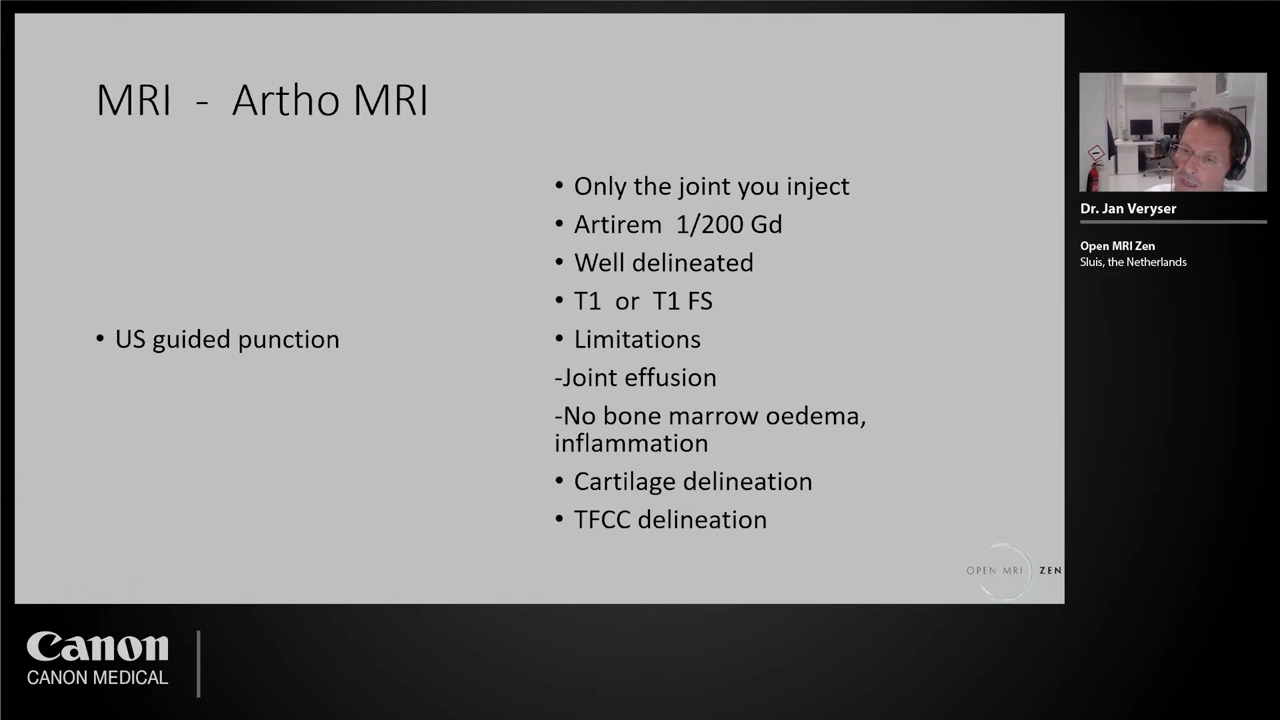 MRI - Artho MRI
• US guided punction
• Only the joint you inject
• Artirem 1/200 Gd
• Well delineated
• T1 or T1 FS
• Limitations
-Joint effusion
-No bone marrow oedema,
inflammation
• Cartilage delineation
• TFCC delineation
OPEN MRI ZEN
Dr. Jan Veryser
Open MRI Zen
Sluis, the Netherlands
Canon
CANON MEDICAL